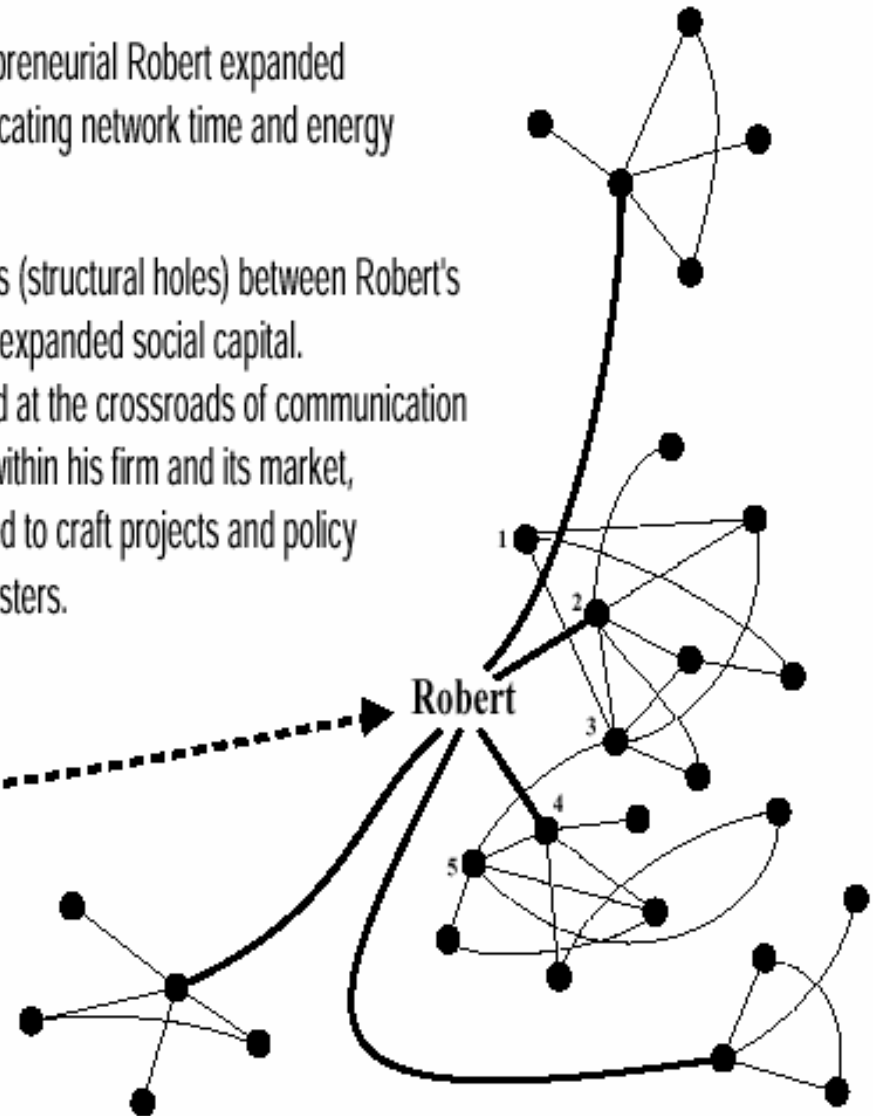 preneurial Robert expanded
cating network time and energy
s (structural holes) between Robert's
expanded social capital.
d at the crossroads of communication
within his firm and its market,
d to craft projects and policy
sters.
1
2
Robert
3
4
5